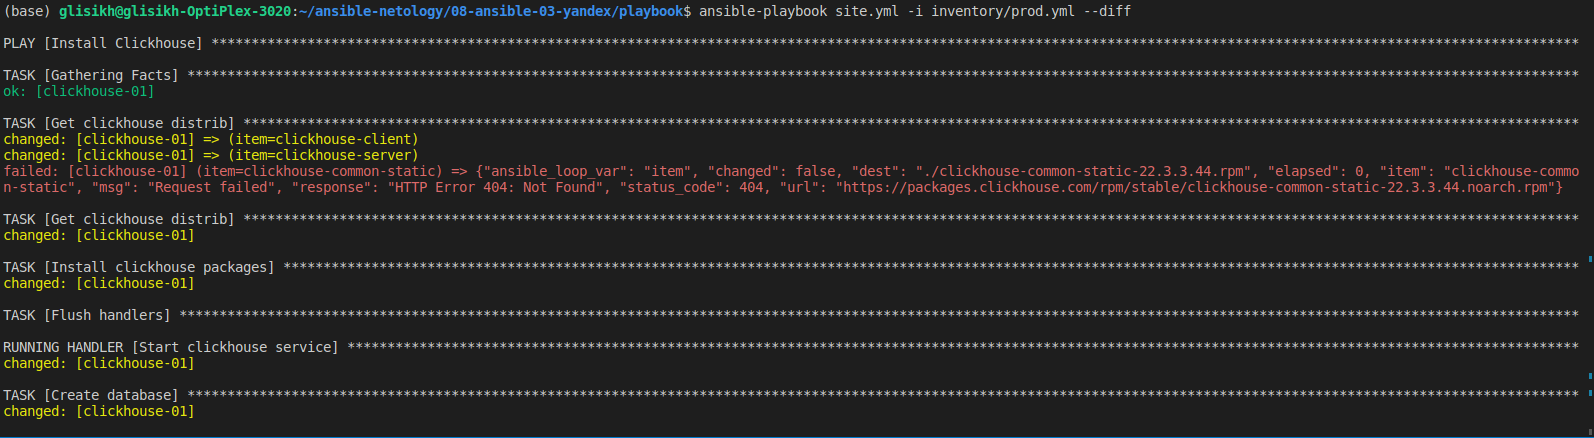 (base) glisikh@glisikh-OptiPlex-3020:~/ansible-netology/08-ansible-03-yandex/playbook$ ansible-playbook site.yml -i inventory/prod.yml --diff
PLAY [Install Clickhouse] ***************************************************************************************************************************************************************************
TASK [Gathering Facts] ******************************************************************************************************************************************************************************
ok: [clickhouse-01]
TASK [Get clickhouse distrib] ***********************************************************************************************************************************************************************
changed: [clickhouse-01] => (item=clickhouse-client)
changed: [clickhouse-01] => (item=clickhouse-server)
failed: [clickhouse-01] (item=clickhouse-common-static) => {"ansible_loop_var": "item", "changed": false, "dest": "./clickhouse-common-static-22.3.3.44.rpm", "elapsed": 0, "item": "clickhouse-commo
n-static", "msg": "Request failed", "response": "HTTP Error 404: Not Found", "status_code": 404, "url": "https://packages.clickhouse.com/rpm/stable/clickhouse-common-static-22.3.3.44.noarch.rpm"}
TASK [Get clickhouse distrib] ***********************************************************************************************************************************************************************
changed: [clickhouse-01]
TASK [Install clickhouse packages] ******************************************************************************************************************************************************************
changed: [clickhouse-01]
TASK [Flush handlers] *******************************************************************************************************************************************************************************
RUNNING HANDLER [Start clickhouse service] **********************************************************************************************************************************************************
changed: [clickhouse-01]
TASK [Create database] ******************************************************************************************************************************************************************************
changed: [clickhouse-01]